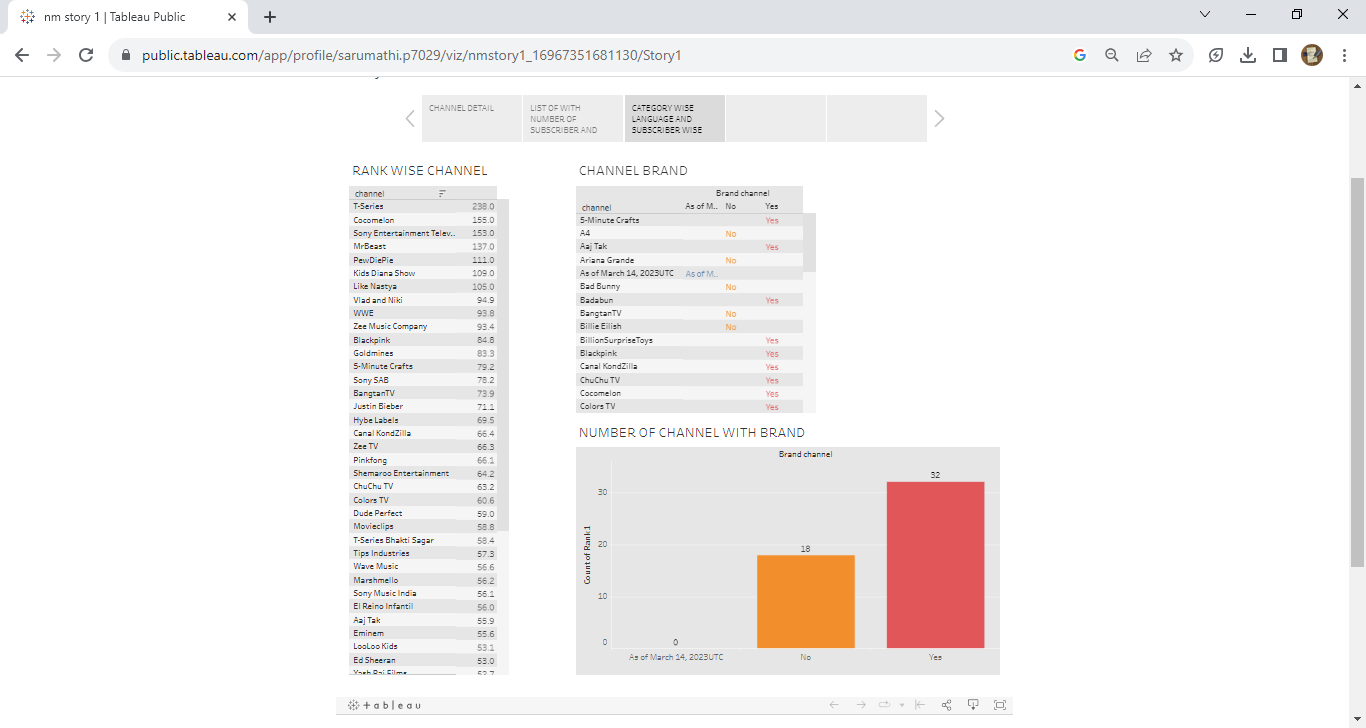 nm story 1 | Tableau Public
public.tableau.com/app/profile/sarumathi.p7029/viz/nmstory1_16967351681130/Story1
CHANNEL DETAIL
LIST OF WITH
NUMBER OF
SUBSCRIBER AND
CATEGORY WISE
LANGUAGE AND
SUBSCRIBER WISE
RANK WISE CHANNEL
channel
T-Series 238.0
Cocomelon 155.0
Sony Entertainment Telev.. 153.0
MrBeast 137.0
PewDiePie 111.0
Kids Diana Show 109.0
Like Nastya 105.0
Vlad and Niki 94.9
WWE 93.8
Zee Music Company 93.4
Blackpink 84.8
Goldmines 83.3
5-Minute Crafts 79.2
Sony SAB 78.2
BangtanTV 73.9
Justin Bieber 71.1
Hybe Labels 69.5
Canal KondZilla 66.4
Zee TV 66.3
Pinkfong 66.1
Shemaroo Entertainment 64.2
ChuChu TV 63.2
Colors TV 60.6
Dude Perfect 59.0
Movieclips 58.8
T-Series Bhakti Sagar 58.4
Tips Industries 57.3
Wave Music 56.6
Marshmello 56.2
Sony Music India 56.1
El Reino Infantil 56.0
Aaj Tak 55.9
Eminem 55.6
LooLoo Kids 53.1
Ed Sheeran 53.0
Yash Raj Films 52.7
CHANNEL BRAND
Brand channel
channel As of M.. No Yes
5-Minute Crafts Yes
A4 No
Aaj Tak Yes
Ariana Grande No
As of March 14, 2023UTC As of M..
Bad Bunny No
Badabun Yes
BangtanTV No
Billie Eilish No
BillionSurpriseToys Yes
Blackpink Yes
Canal KondZilla Yes
ChuChu TV Yes
Cocomelon Yes
Colors TV Yes
NUMBER OF CHANNEL WITH BRAND
Brand channel
32
30
Count of Rank1
20
18
10
0
0
As of March 14, 2023UTC No Yes
+ableau